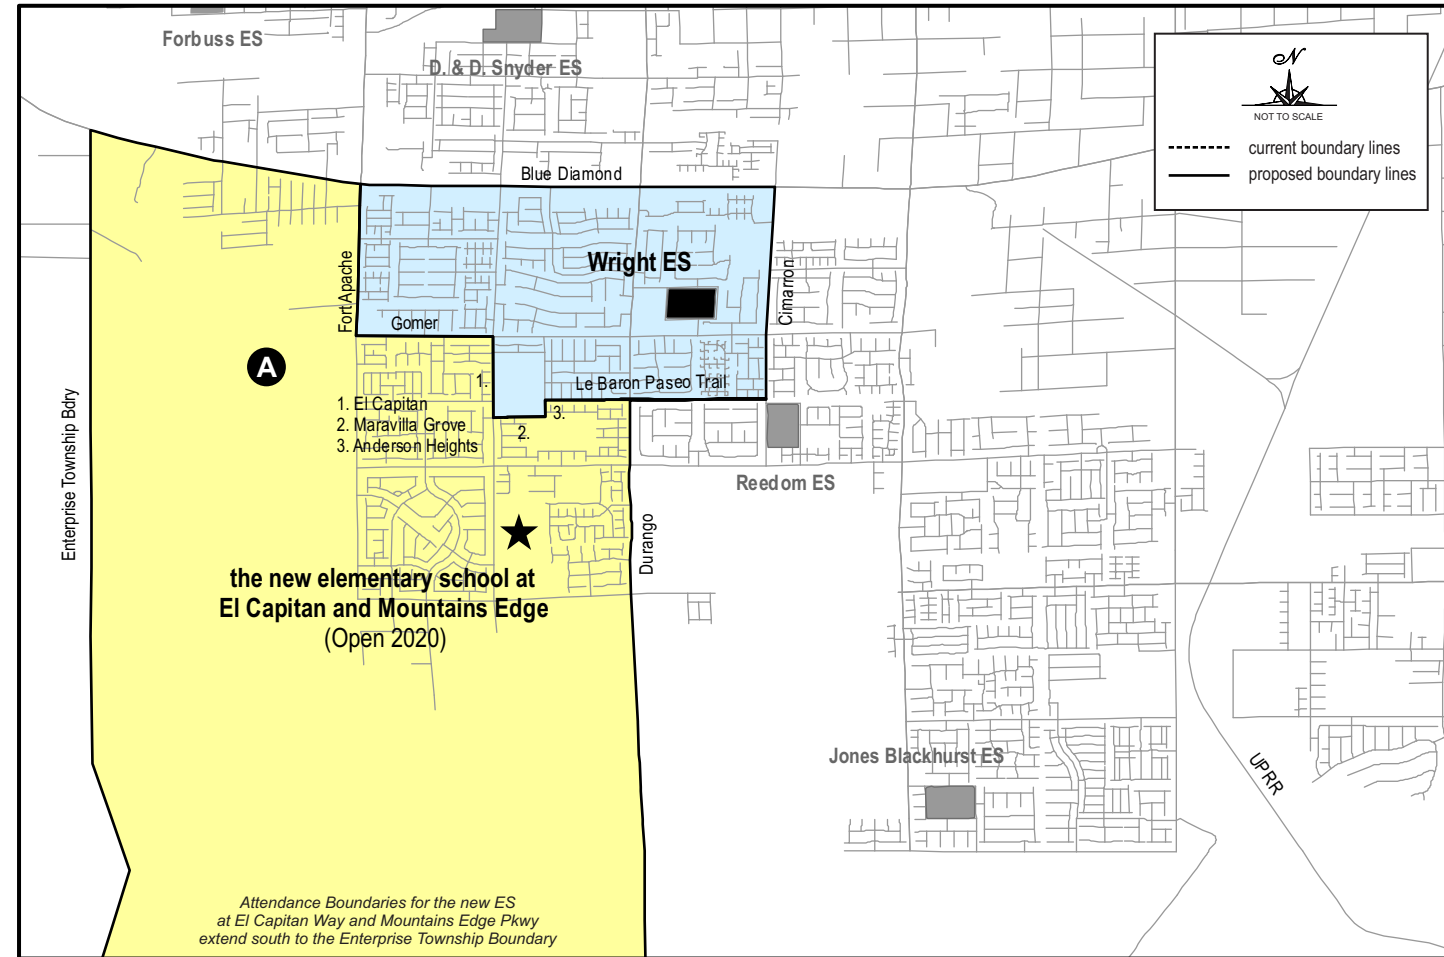 Forbuss ES
D. & D. Snyder ES
N
NOT TO SCALE
current boundary lines
proposed boundary lines
Blue Diamond
Wright ES
Fort Apache
Cimarron
Gomer
A
1.
Le Baron Paseo Trail
1. El Capitan
2. Maravilla Grove
3. Anderson Heights
3.
2.
Enterprise Township Bdry
Reedom ES
Durango
the new elementary school at
El Capitan and Mountains Edge
(Open 2020)
Jones Blackhurst ES
UPRR
Attendance Boundaries for the new ES
at El Capitan Way and Mountains Edge Pkwy
extend south to the Enterprise Township Boundary